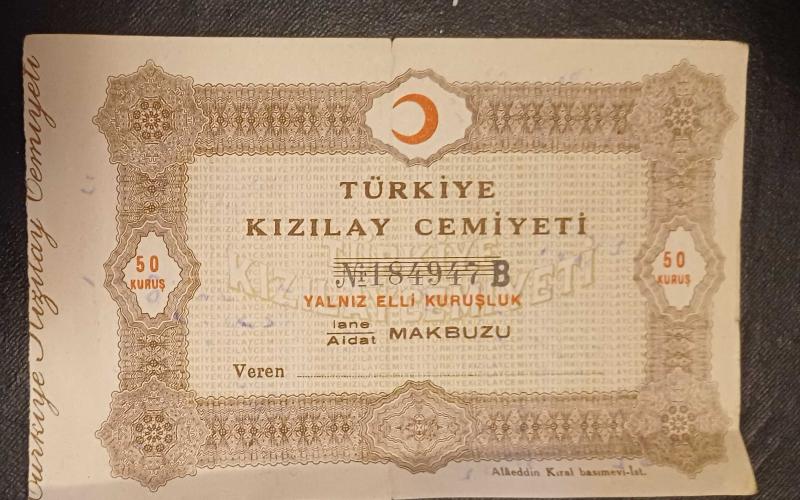 Türkiye Kızılay Cemiyeti
TÜRKİYE
KIZILAY CEMİYETİ
50
KURUŞ
50
KURUŞ
№ 184947 B
YALNIZ ELLİ KURUŞLUK
İane
Aidat MAKBUZU
Veren
Alâeddin Kıral basımevi-İst.